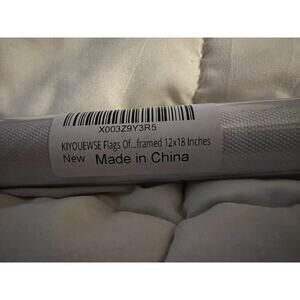 X003Z9Y3R5
KIYOUEWSE Flags Of...framed 12x18 Inches
New Made in China